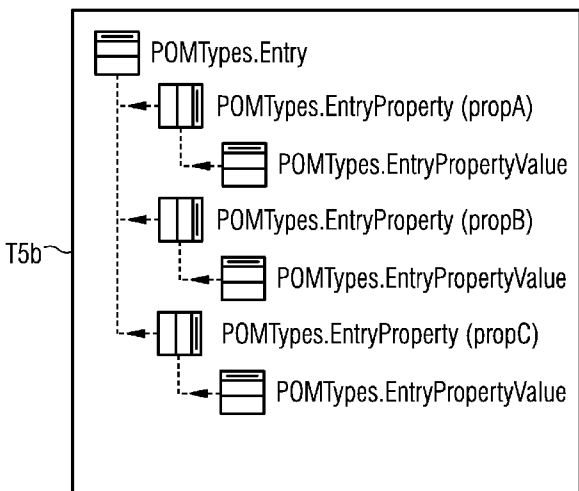 POMTypes.Entry
POMTypes.EntryProperty (propA)
POMTypes.EntryPropertyValue
POMTypes.EntryProperty (propB)
T5b
POMTypes.EntryPropertyValue
POMTypes.EntryProperty (propC)
POMTypes.EntryPropertyValue